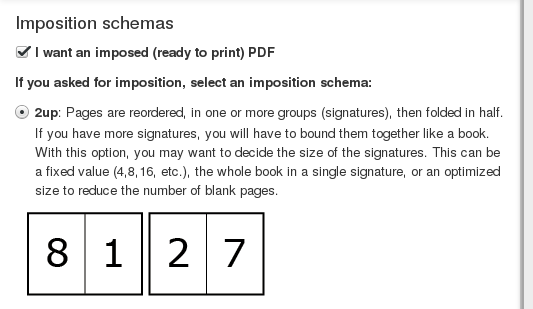 Imposition schemas
I want an imposed (ready to print) PDF
If you asked for imposition, select an imposition schema:
2up: Pages are reordered, in one or more groups (signatures), then folded in half.
If you have more signatures, you will have to bound them together like a book.
With this option, you may want to decide the size of the signatures. This can be
a fixed value (4,8,16, etc.), the whole book in a single signature, or an optimized
size to reduce the number of blank pages.
8 1 2 7